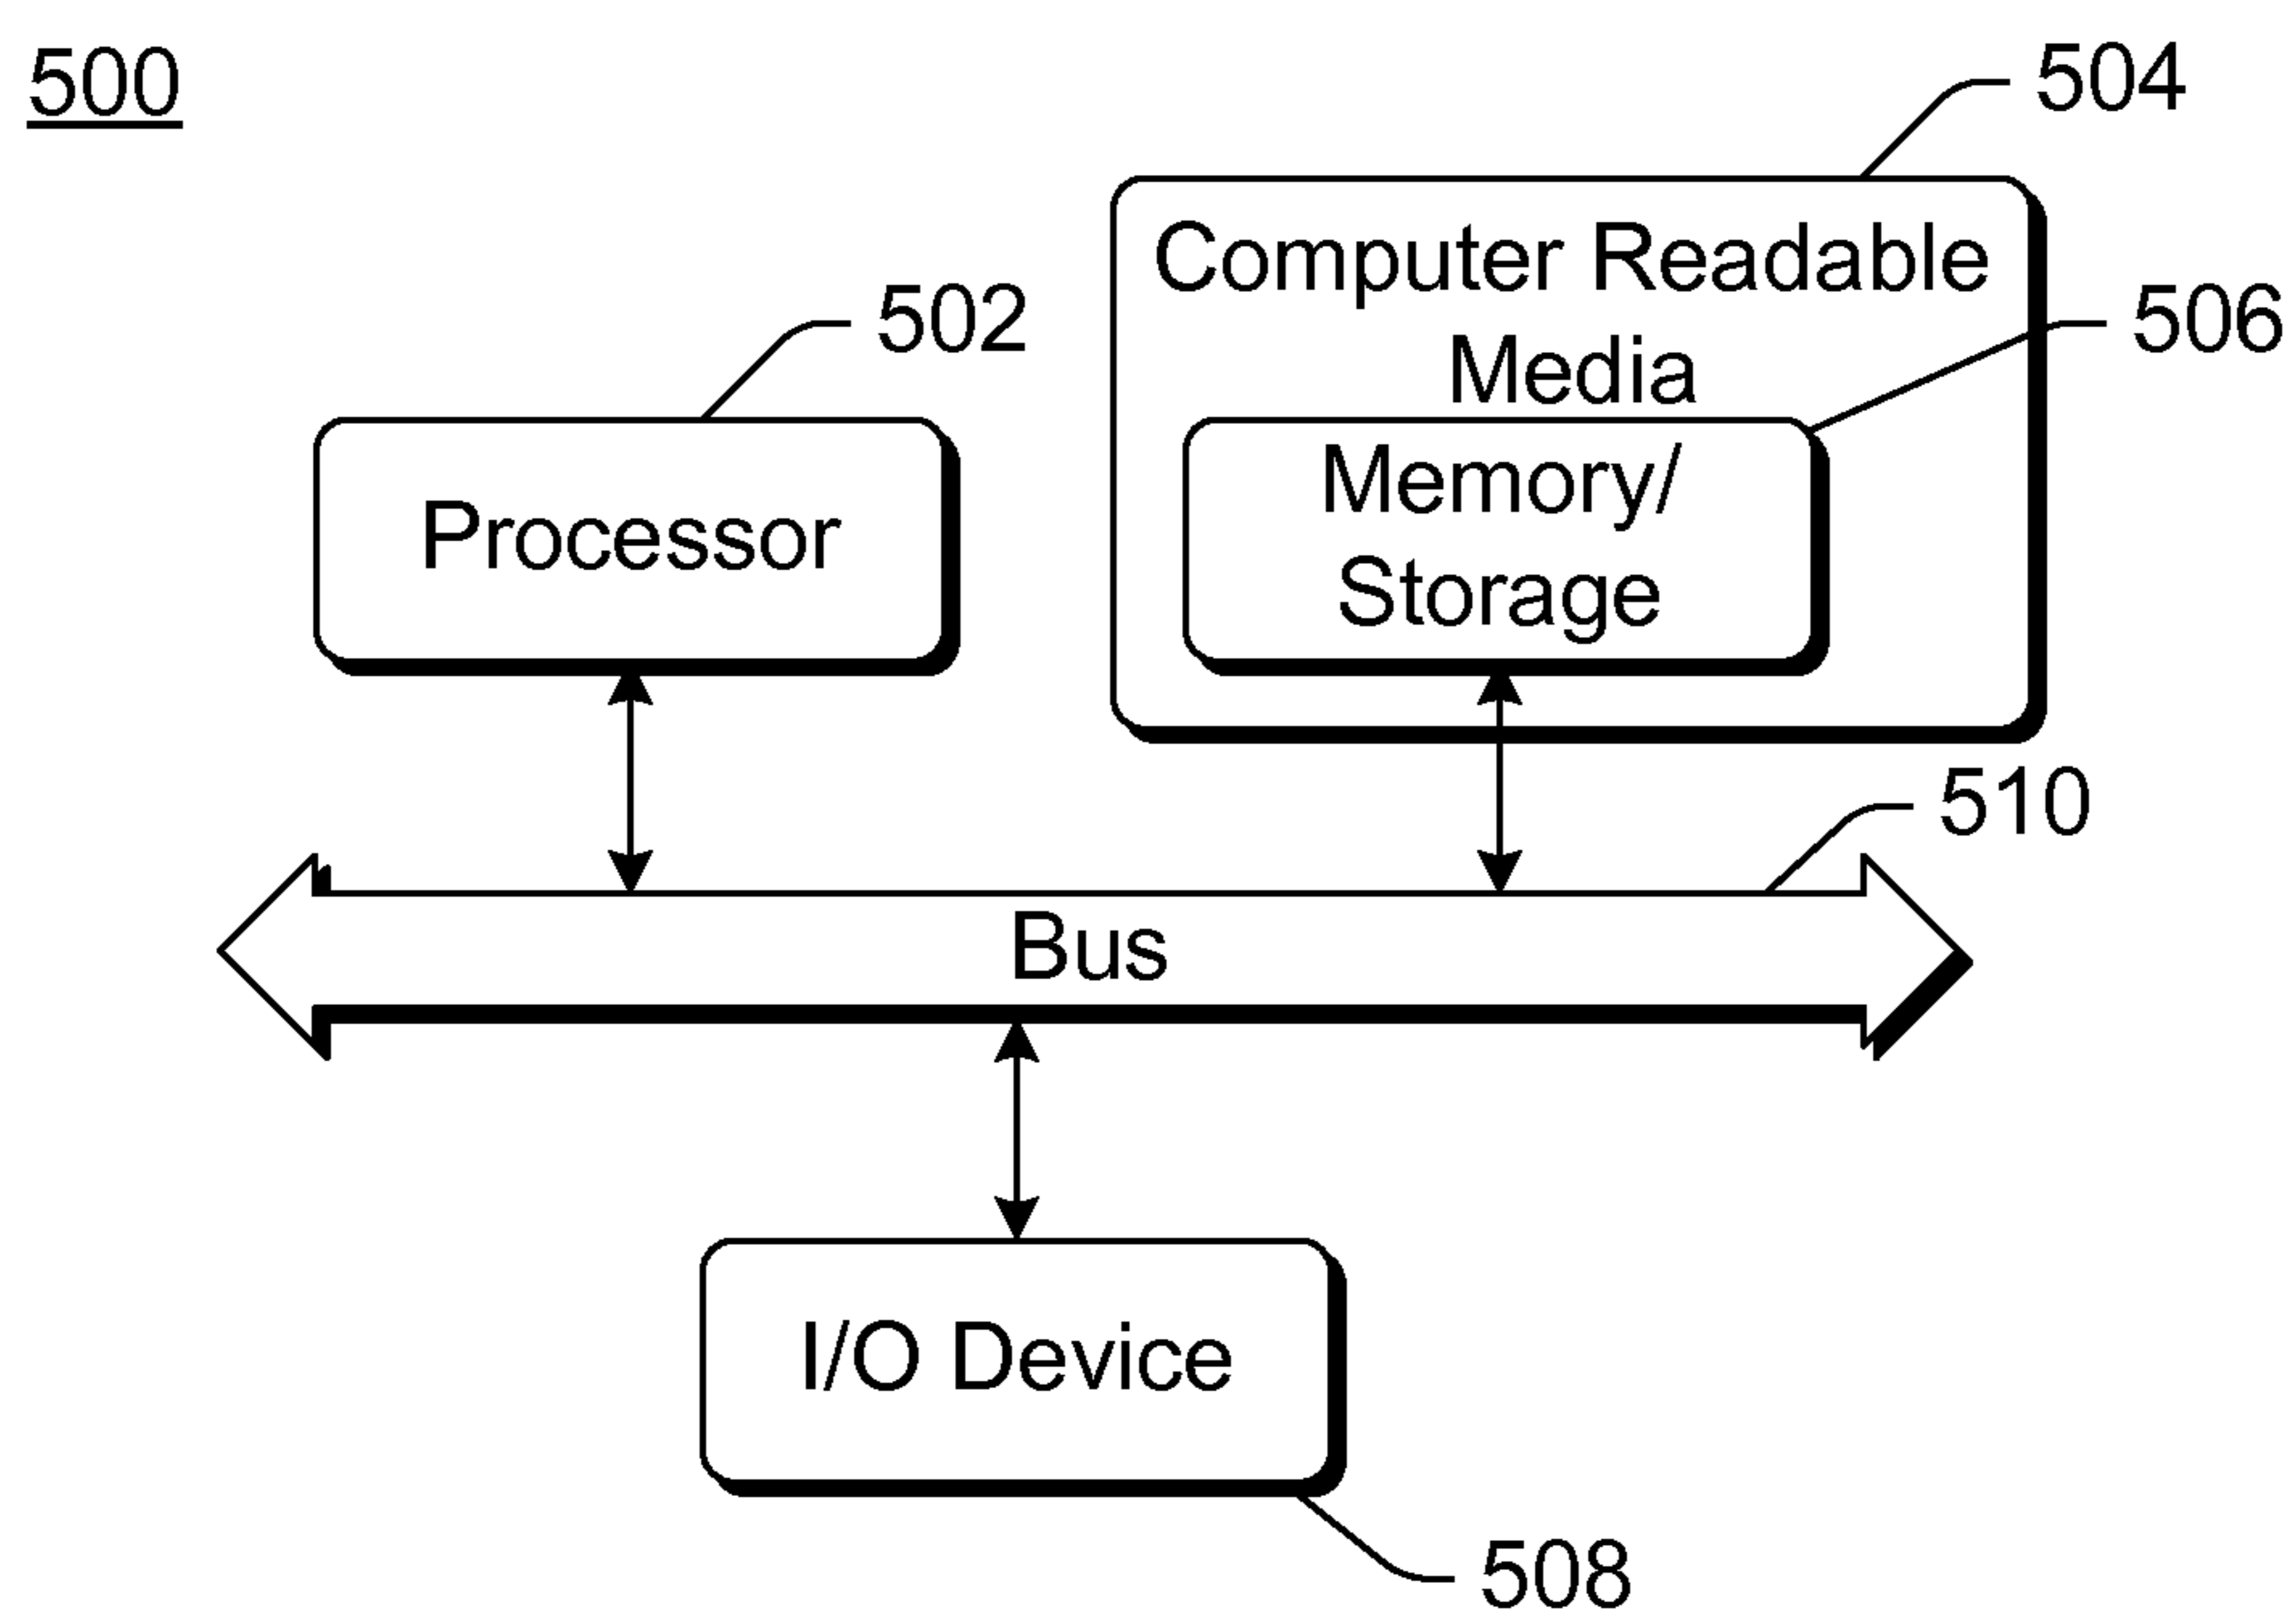 500
504
Computer Readable
Media
506
502
Memory/
Storage
Processor
510
Bus
I/O Device
508